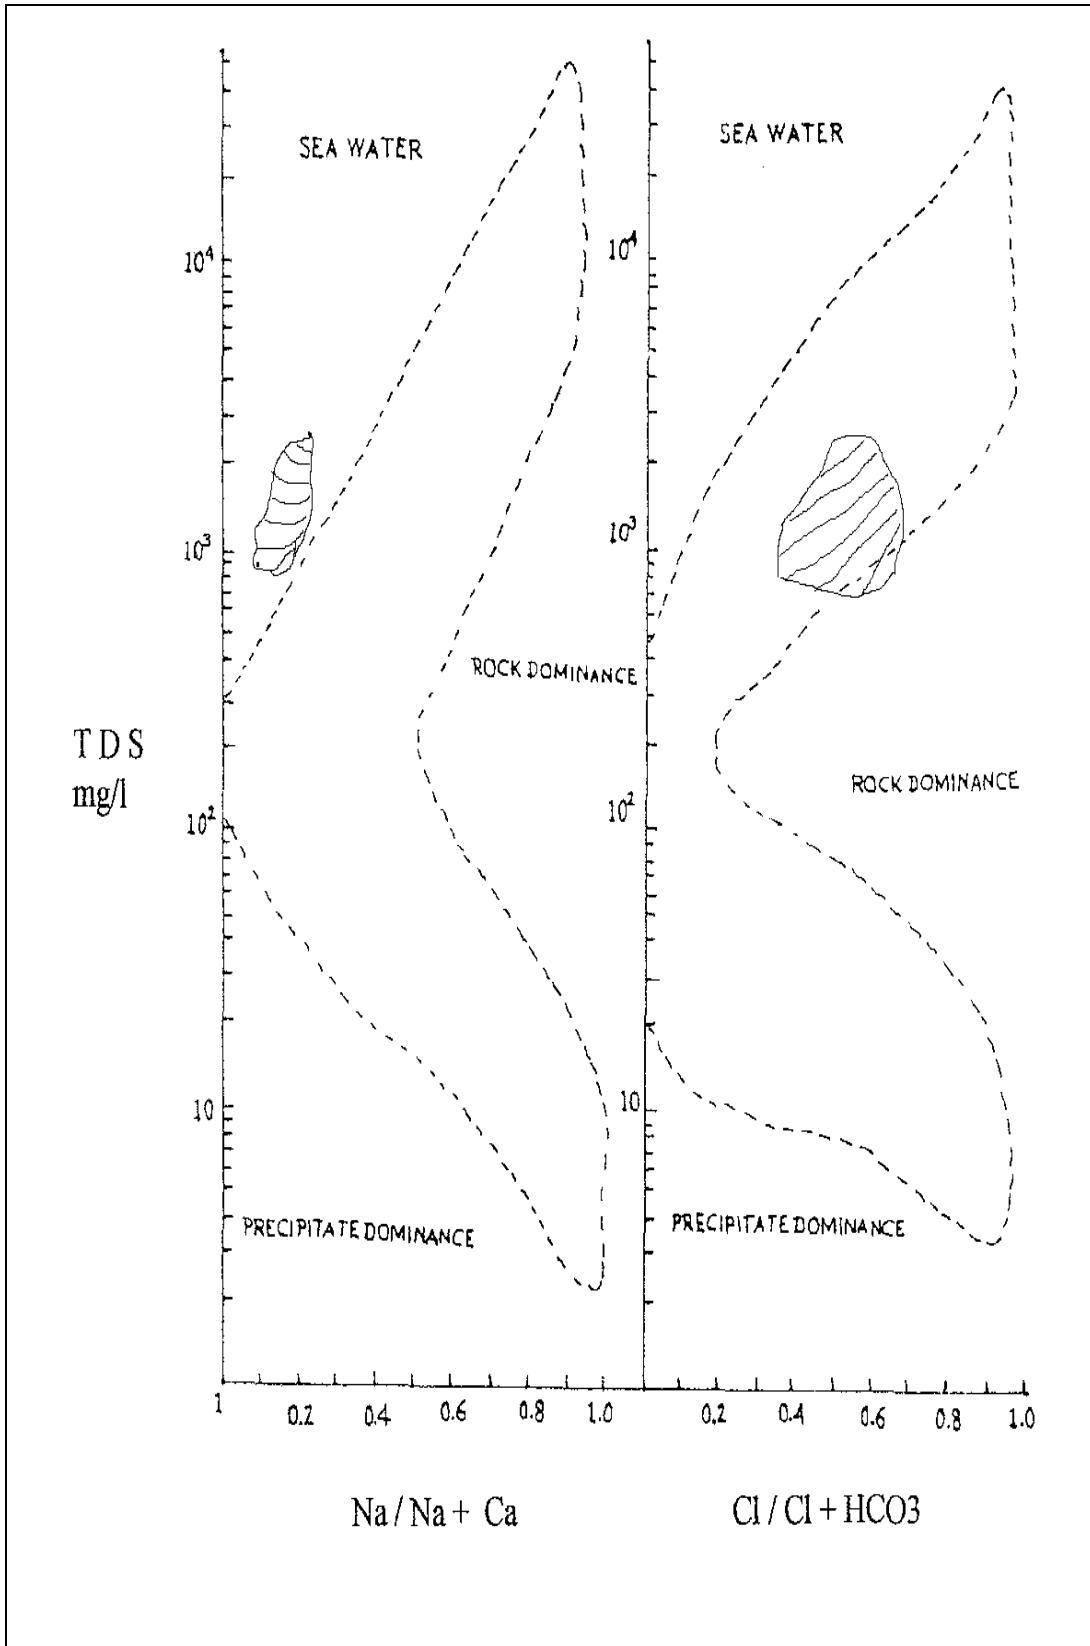 SEA WATER
SEA WATER
10⁴
10⁴
10³
10³
ROCK DOMINANCE
TDS
mg/l
ROCK DOMINANCE
10²
10²
10
10
PRECIPITATE DOMINANCE
PRECIPITATE DOMINANCE
1 0.2 0.4 0.6 0.8 1.0
0.2 0.4 0.6 0.8 1.0
Na / Na + Ca
Cl / Cl + HCO3